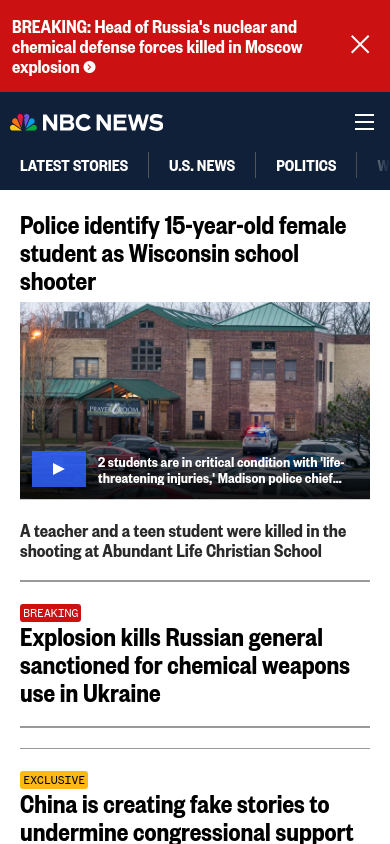 BREAKING: Head of Russia's nuclear and
chemical defense forces killed in Moscow
explosion
NBC NEWS
LATEST STORIES
U.S. NEWS
POLITICS
W
Police identify 15-year-old female
student as Wisconsin school
shooter
PRAYER ROOM
2 students are in critical condition with 'life-
threatening injuries,' Madison police chief...
A teacher and a teen student were killed in the
shooting at Abundant Life Christian School
BREAKING
Explosion kills Russian general
sanctioned for chemical weapons
use in Ukraine
EXCLUSIVE
China is creating fake stories to
undermine congressional support